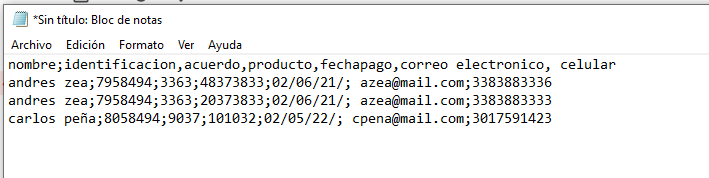 *Sin título: Bloc de notas
Archivo Edición Formato Ver Ayuda
nombre;identificacion,acuerdo,producto,fechapago,correo electronico, celular
andres zea;7958494;3363;48373833;02/06/21/; azea@mail.com;3383883336
andres zea;7958494;3363;20373833;02/06/21/; azea@mail.com;3383883333
carlos peña;8058494;9037;101032;02/05/22/; cpena@mail.com;3017591423